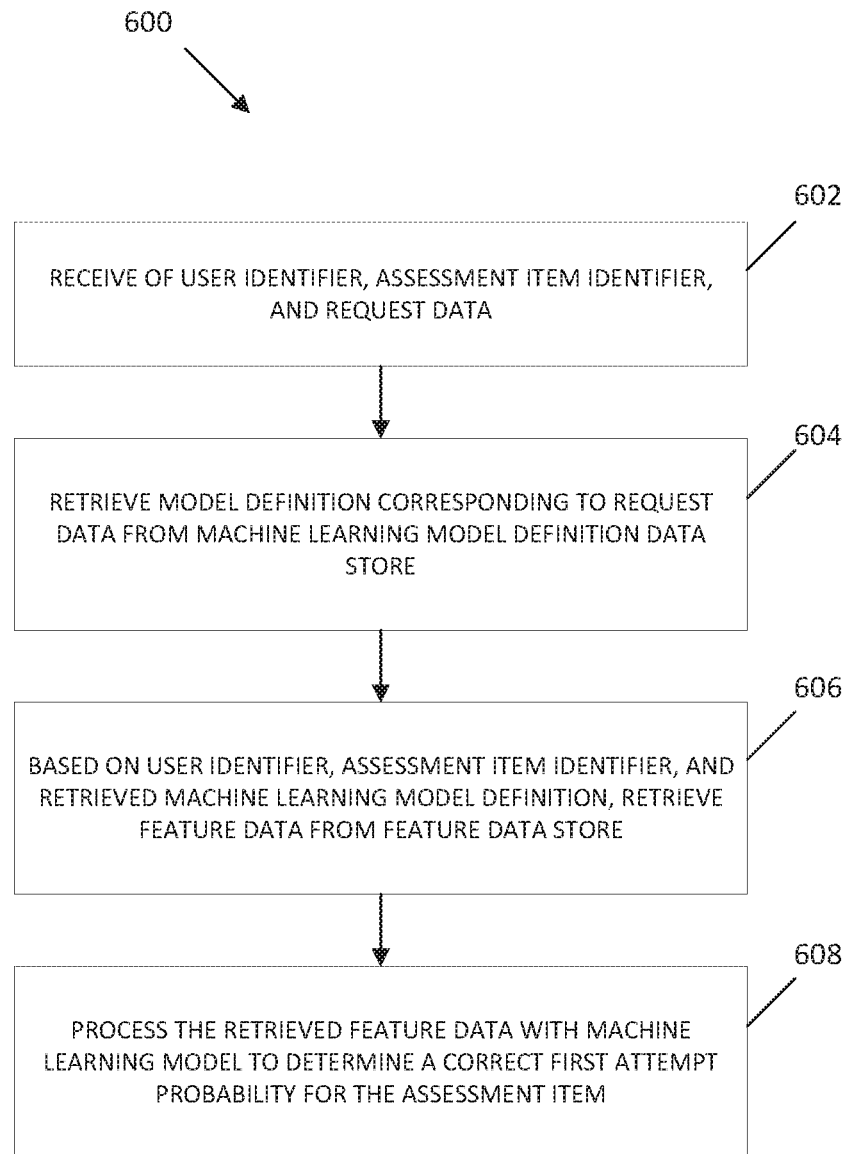 600
602
RECEIVE OF USER IDENTIFIER, ASSESSMENT ITEM IDENTIFIER,
AND REQUEST DATA
604
RETRIEVE MODEL DEFINITION CORRESPONDING TO REQUEST
DATA FROM MACHINE LEARNING MODEL DEFINITION DATA
STORE
606
BASED ON USER IDENTIFIER, ASSESSMENT ITEM IDENTIFIER, AND
RETRIEVED MACHINE LEARNING MODEL DEFINITION, RETRIEVE
FEATURE DATA FROM FEATURE DATA STORE
608
PROCESS THE RETRIEVED FEATURE DATA WITH MACHINE
LEARNING MODEL TO DETERMINE A CORRECT FIRST ATTEMPT
PROBABILITY FOR THE ASSESSMENT ITEM